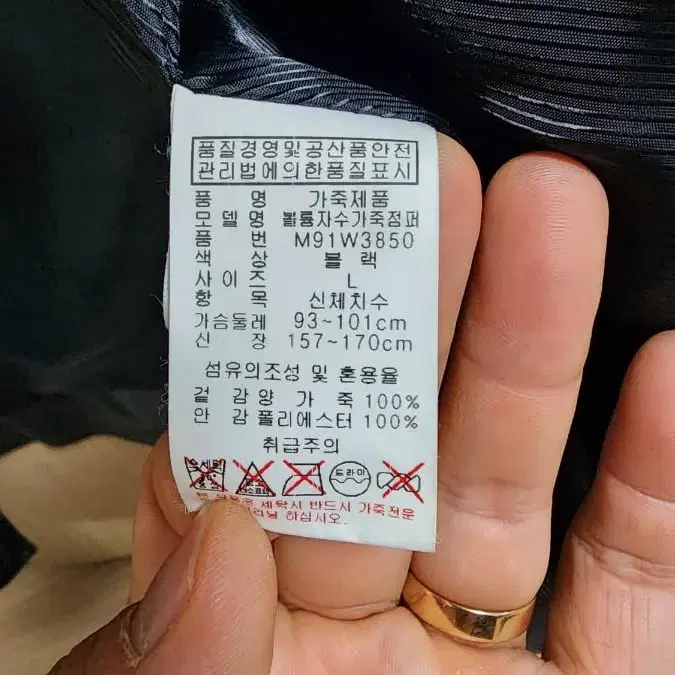 품질경영및공산품안전
관리법에의한품질표시
품 명 가죽제품
모델명 볼륨자수가죽점퍼
품 번 M91W3850
색 상 블 랙
사이즈 L
항 목 신체치수
가슴둘레 93~101cm
신 장 157~170cm
섬유의조성 및 혼용율
겉 감 양 가 죽 100%
안 감 폴리에스터 100%
취급주의
드라이
세탁시 반드시 가죽전운
하십시오.